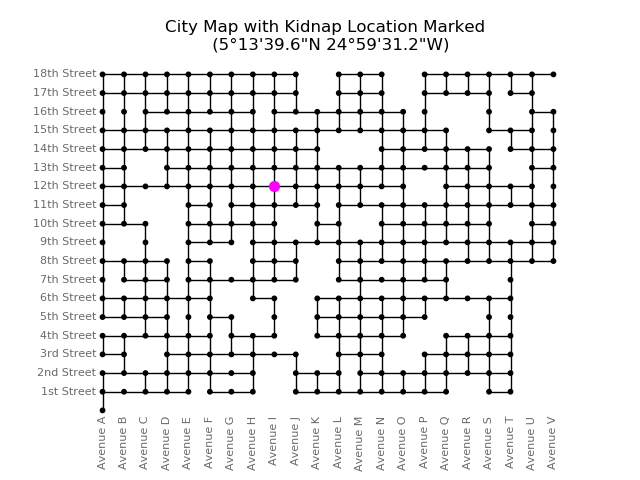 City Map with Kidnap Location Marked
(5°13'39.6"N 24°59'31.2"W)
18th Street
17th Street
16th Street
15th Street
14th Street
13th Street
12th Street
11th Street
10th Street
9th Street
8th Street
7th Street
6th Street
5th Street
4th Street
3rd Street
2nd Street
1st Street
Avenue A
Avenue B
Avenue C
Avenue D
Avenue E
Avenue F
Avenue G
Avenue H
Avenue I
Avenue J
Avenue K
Avenue L
Avenue M
Avenue N
Avenue O
Avenue P
Avenue Q
Avenue R
Avenue S
Avenue T
Avenue U
Avenue V